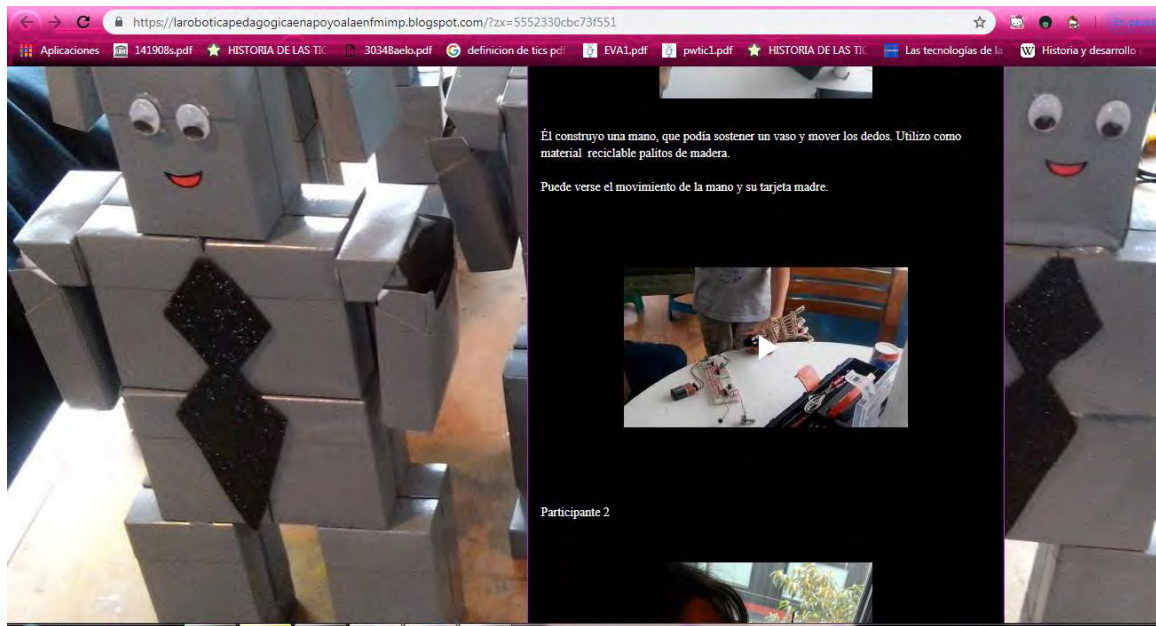 https://laroboticapedagogicaenapoyoalaenfmimp.blogspot.com/?zx=5552330cbc73f551
Aplicaciones 141908s.pdf HISTORIA DE LAS TIC 3034Baelo.pdf definicion de tics pdf EVA1.pdf pwtic1.pdf HISTORIA DE LAS TIC Las tecnologías de la Historia y desarrollo
Él construyo una mano, que podía sostener un vaso y mover los dedos. Utilizo como
material reciclable palitos de madera.
Puede verse el movimiento de la mano y su tarjeta madre.
Participante 2